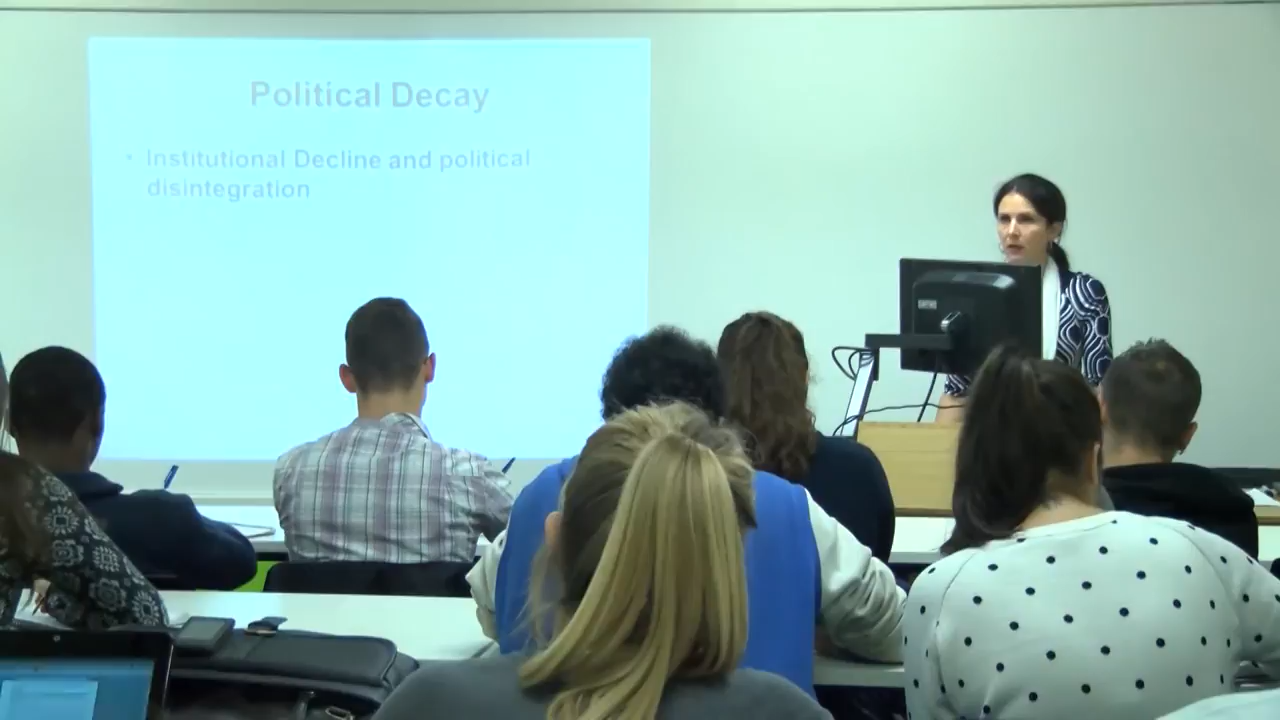 Political Decay
• Institutional Decline and political
disintegration